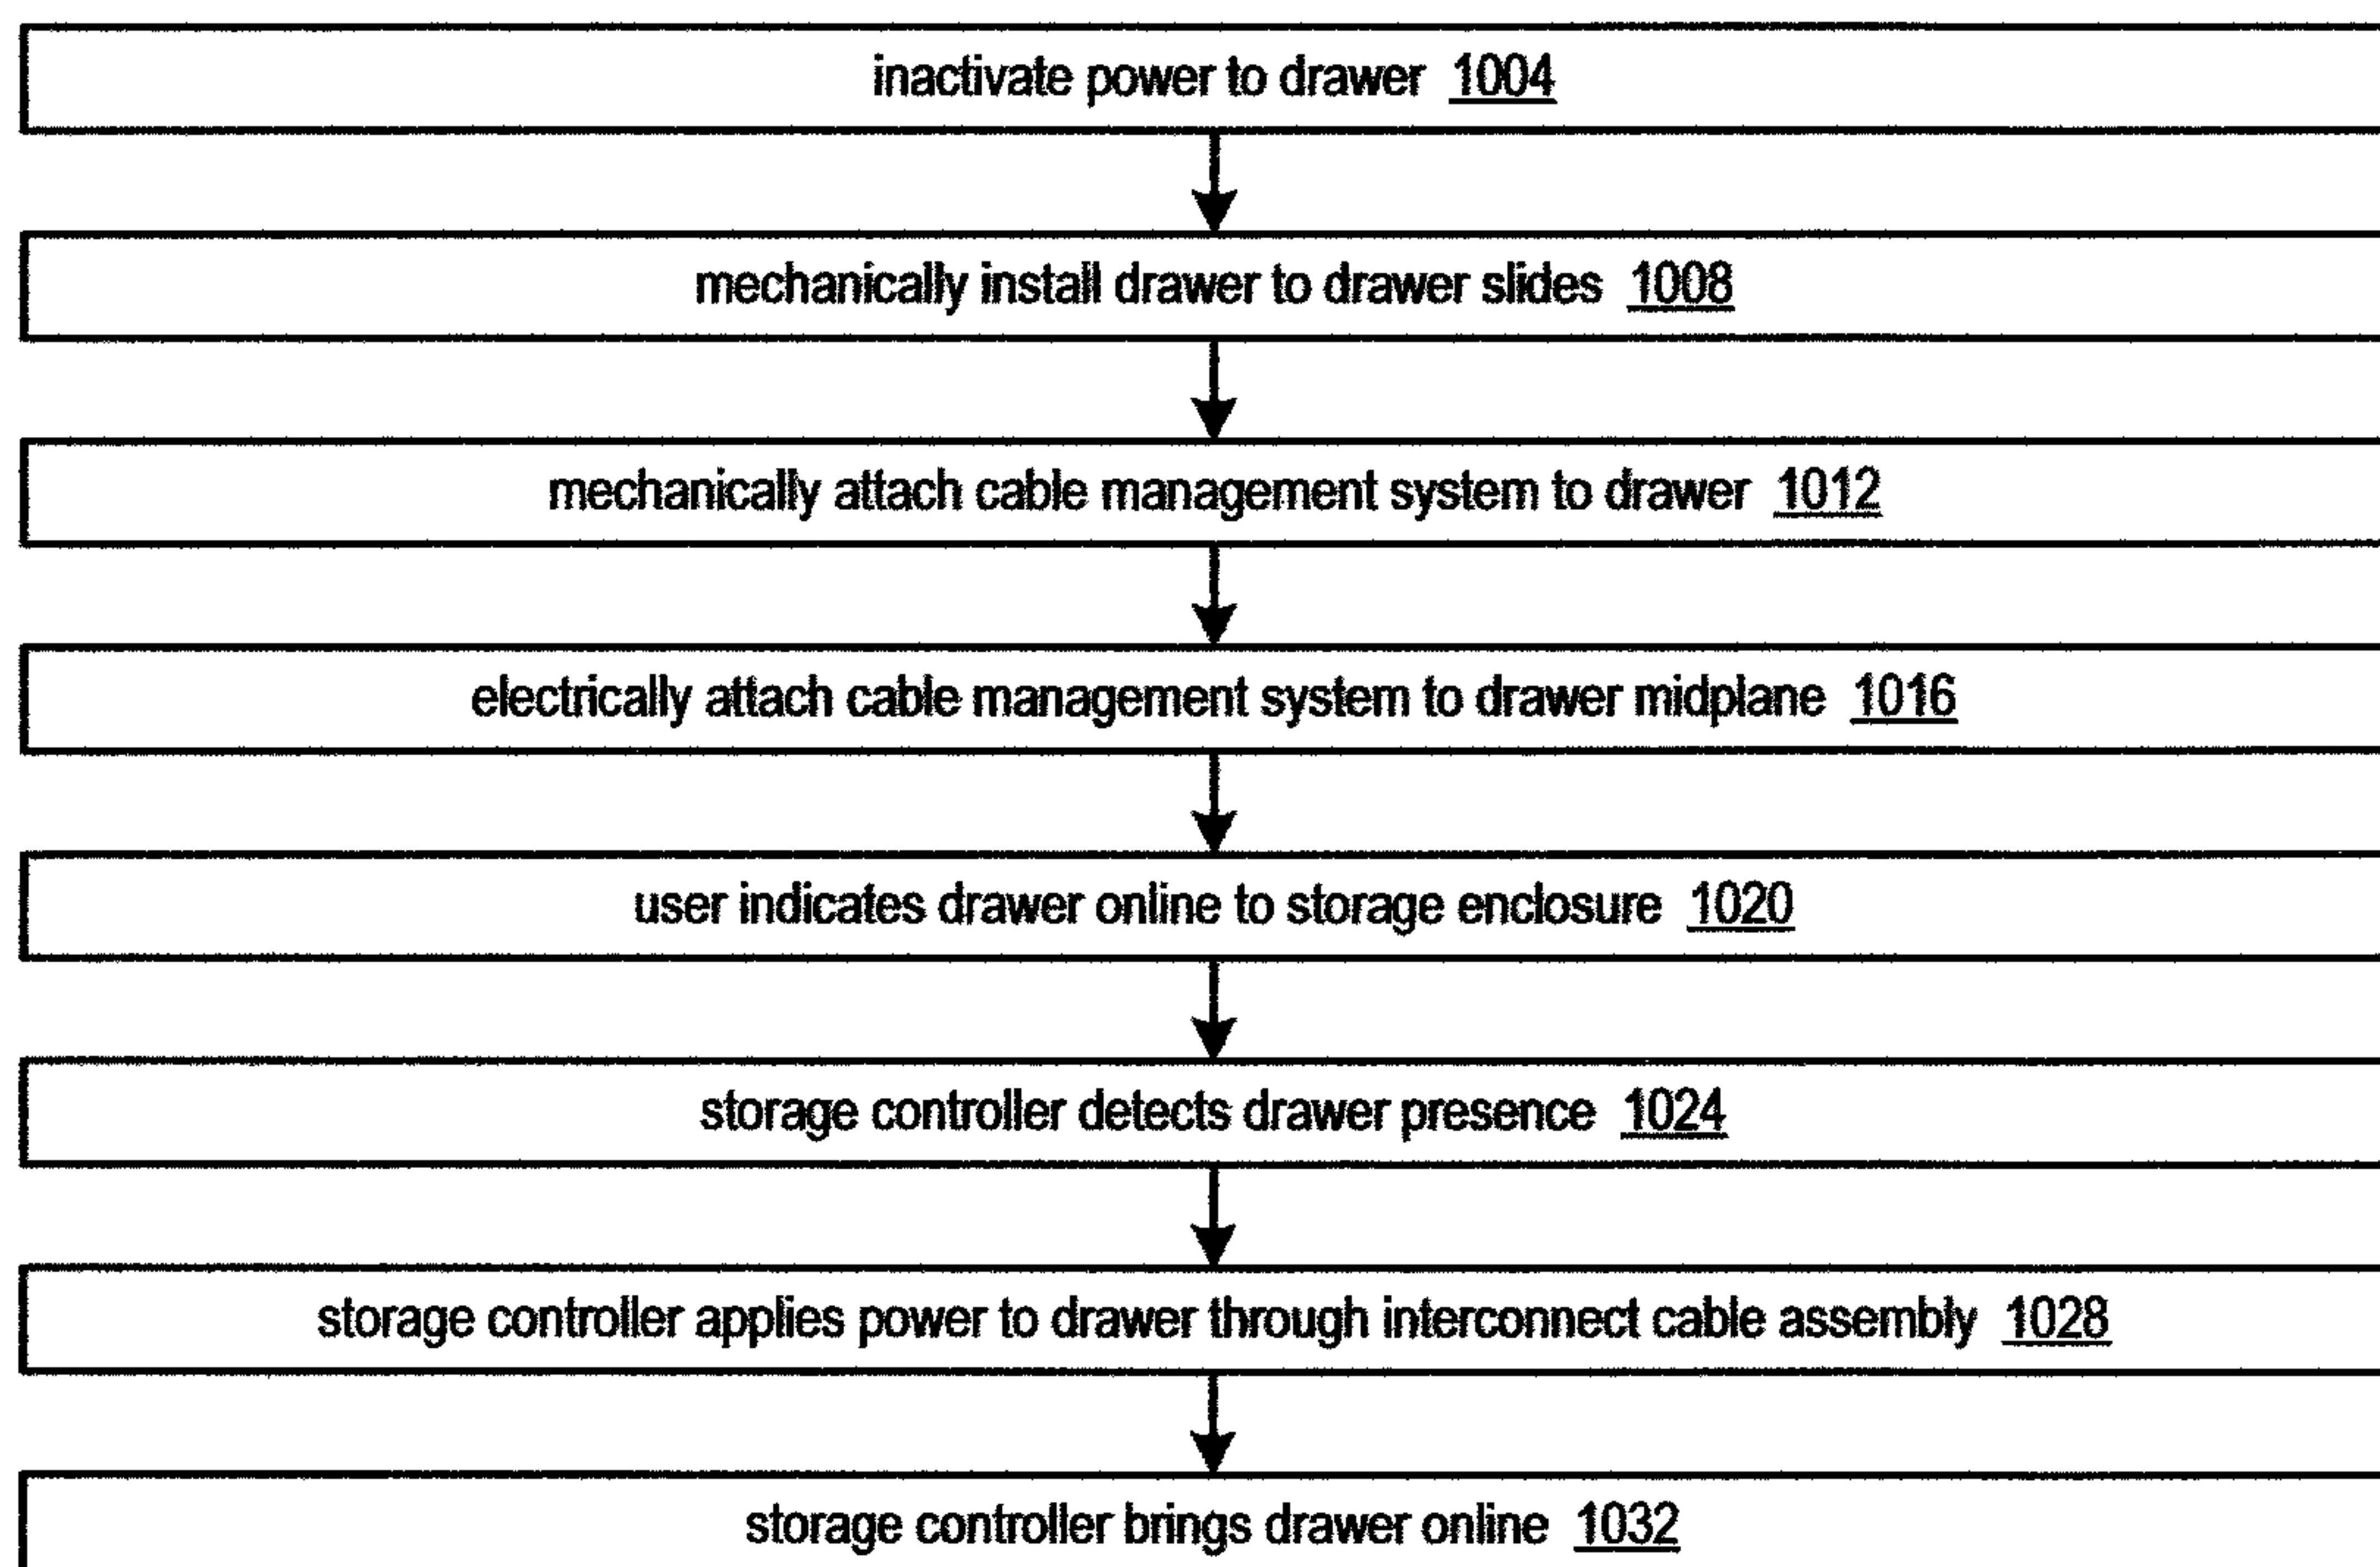 inactivate power to drawer 1004
mechanically install drawer to drawer slides 1008
mechanically attach cable management system to drawer 1012
electrically attach cable management system to drawer midplane 1016
user indicates drawer online to storage enclosure 1020
storage controller detects drawer presence 1024
storage controller applies power to drawer through interconnect cable assembly 1028
storage controller brings drawer online 1032